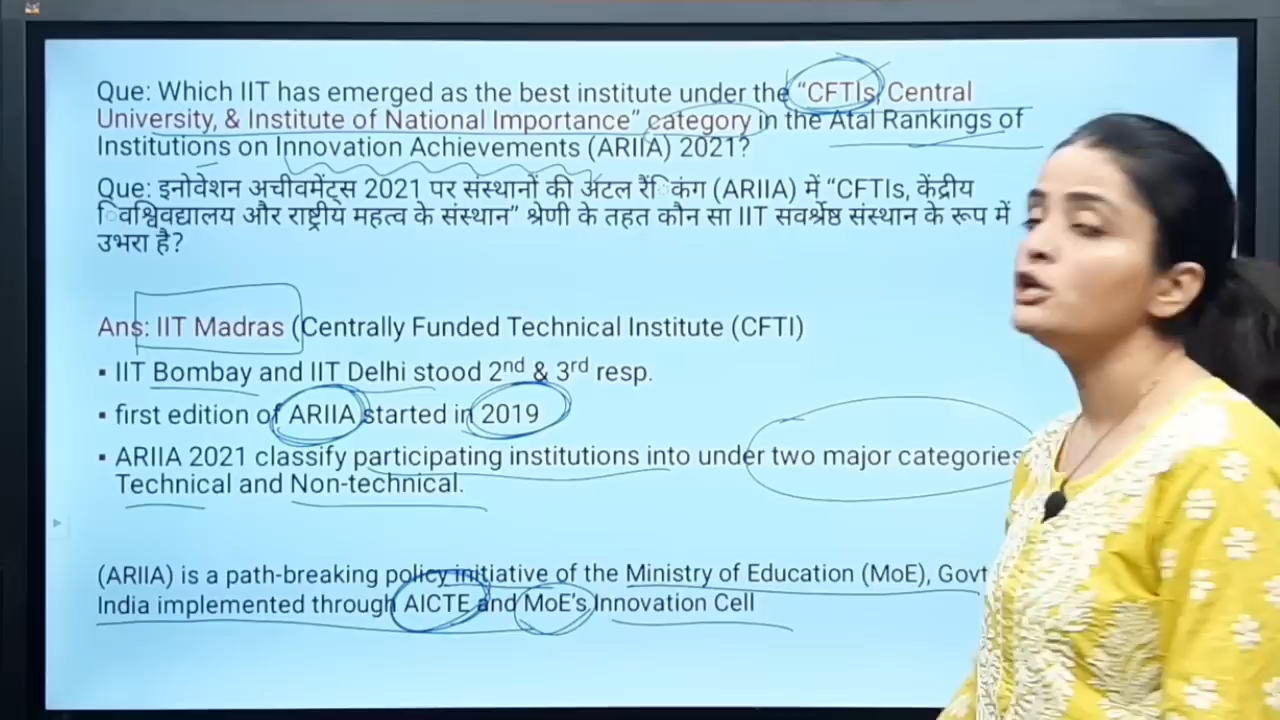 Que: Which IIT has emerged as the best institute under the "CFTIs, Central
University, & Institute of National Importance" category in the Atal Rankings of
Institutions on Innovation Achievements (ARIIA) 2021?
Que: इनोवेशन अचीवमेंट्स 2021 पर संस्थानों की अटल रैंिकंग (ARIIA) में "CFTIs, केंद्रीय
िवश्विवद्यालय और राष्ट्रीय महत्व के संस्थान" श्रेणी के तहत कौन सा IIT सवर्श्रेष्ठ संस्थान के रूप में
उभरा है?
Ans: IIT Madras (Centrally Funded Technical Institute (CFTI)
▪ IIT Bombay and IIT Delhi stood 2nd & 3rd resp.
▪ first edition of ARIIA started in 2019
▪ ARIIA 2021 classify participating institutions into under two major categories
Technical and Non-technical.
(ARIIA) is a path-breaking policy initiative of the Ministry of Education (MoE), Govt
India implemented through AICTE and MoE's Innovation Cell